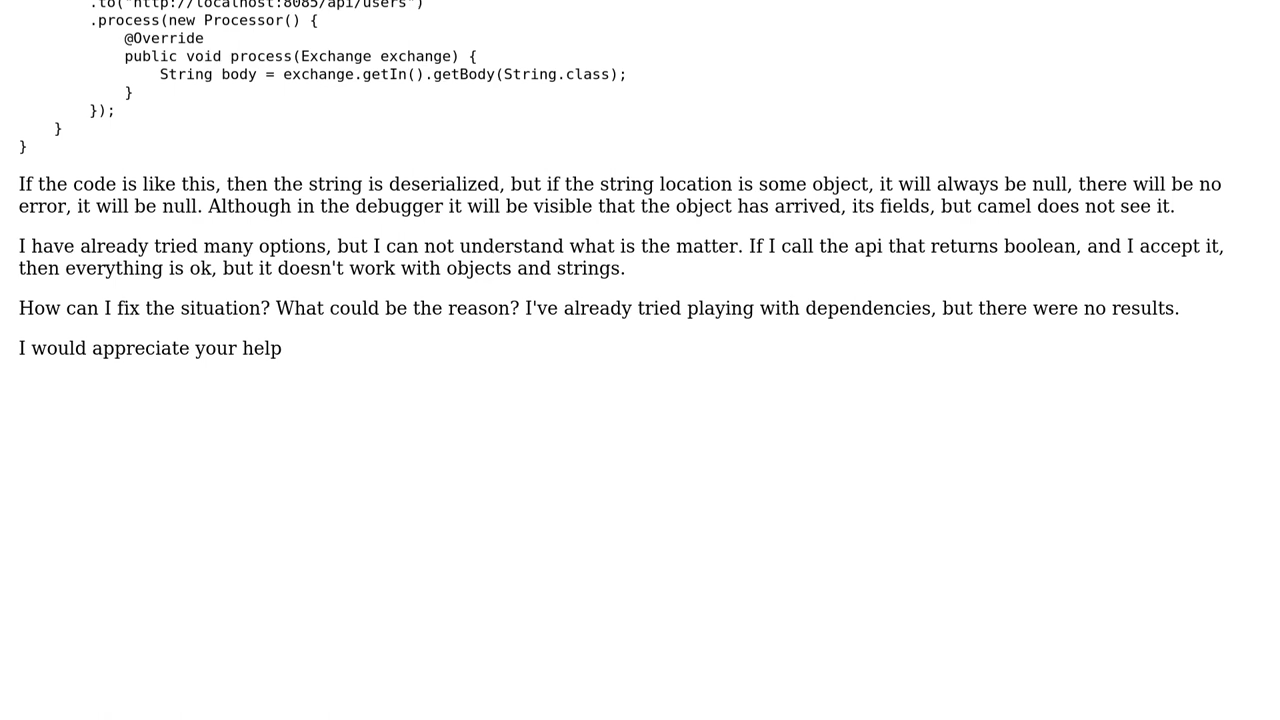 .to("http://localhost:8085/api/users")
.process(new Processor() {
@Override
public void process(Exchange exchange) {
String body = exchange.getIn().getBody(String.class);
}
});
}
}
If the code is like this, then the string is deserialized, but if the string location is some object, it will always be null, there will be no
error, it will be null. Although in the debugger it will be visible that the object has arrived, its fields, but camel does not see it.
I have already tried many options, but I can not understand what is the matter. If I call the api that returns boolean, and I accept it,
then everything is ok, but it doesn't work with objects and strings.
How can I fix the situation? What could be the reason? I've already tried playing with dependencies, but there were no results.
I would appreciate your help